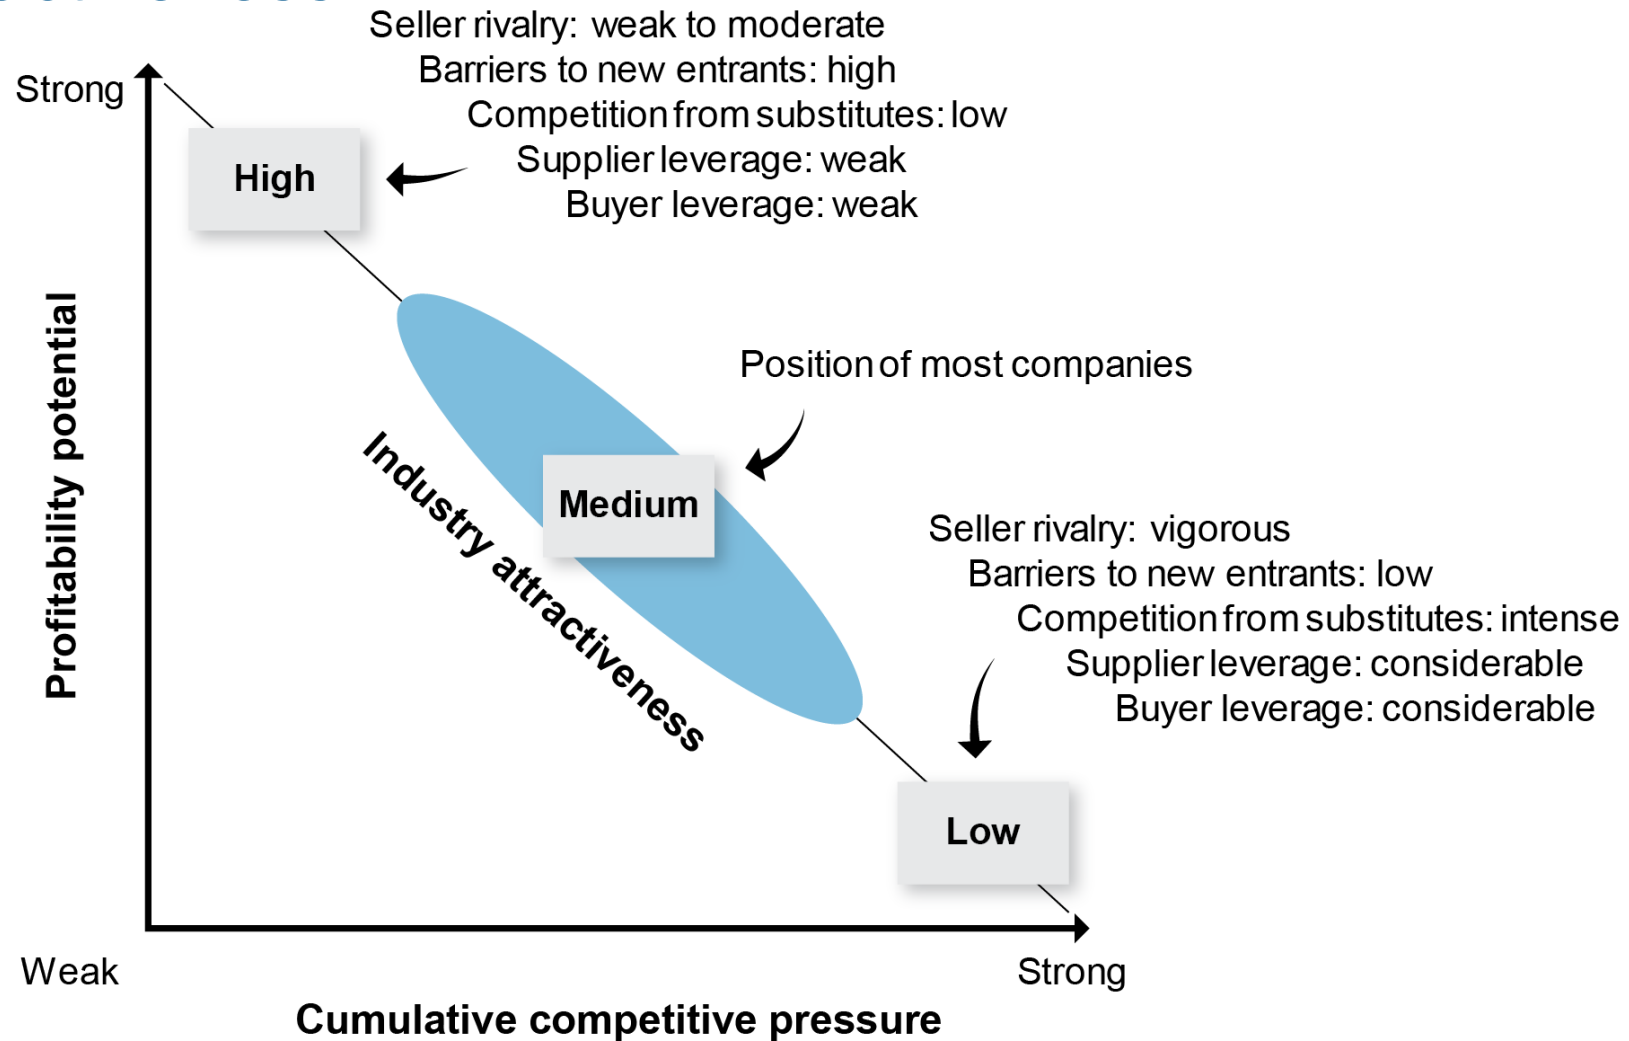 Seller rivalry: weak to moderate
Barriers to new entrants: high
Competition from substitutes: low
Supplier leverage: weak
Buyer leverage: weak
Strong
High
Profitability potential
Position of most companies
Medium
Industry attractiveness
Seller rivalry: vigorous
Barriers to new entrants: low
Competition from substitutes: intense
Supplier leverage: considerable
Buyer leverage: considerable
Low
Weak
Strong
Cumulative competitive pressure